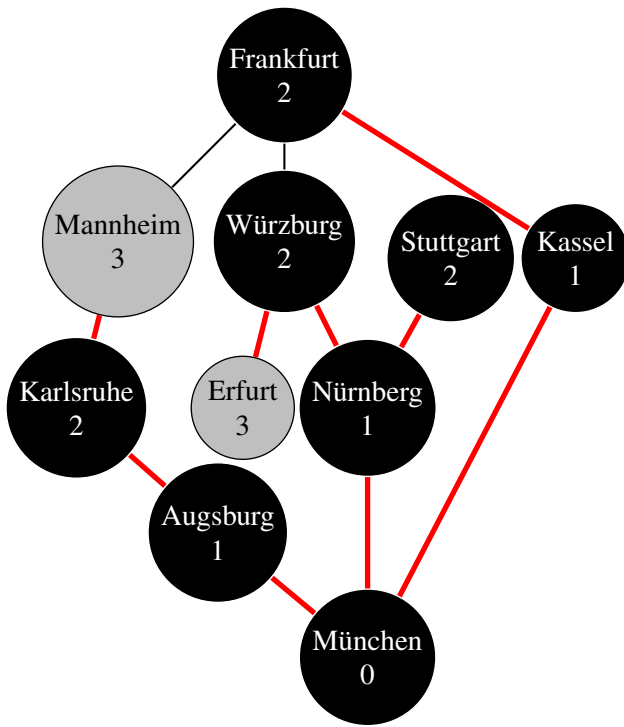 Frankfurt
2
Mannheim
3
Würzburg
2
Stuttgart
2
Kassel
1
Karlsruhe
2
Erfurt
3
Nürnberg
1
Augsburg
1
München
0